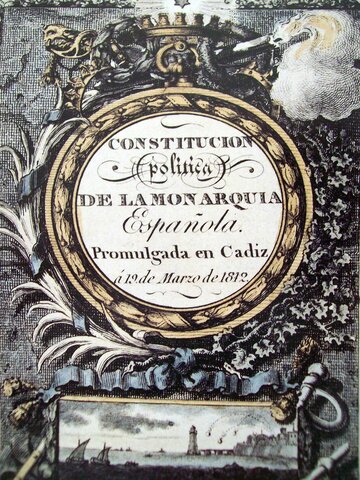 CONSTITUCION
politica
DE LA MONARQUIA
Española.
Promulgada en Cadiz
á 19 de Marzo de 1812.